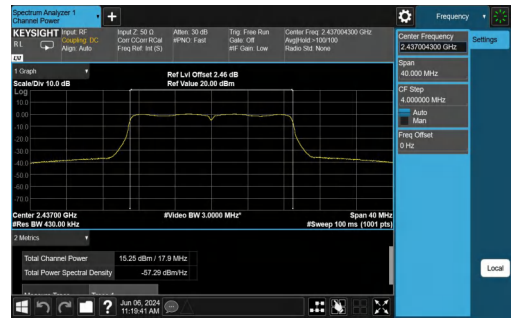 Spectrum Analyzer 1
Channel Power
KEYSIGHT
Input: RF
Coupling: DC
Align: Auto
Input Z: 50 Ω
Corr CCorr RCal
Freq Ref: Int (S)
Atten: 30 dB
#PNO: Fast
Trig: Free Run
Gate: Off
#IF Gain: Low
Center Freq: 2.437004300 GHz
Avg|Hold:>100/100
Radio Std: None
R L
LV
1 Graph
Scale/Div 10.0 dB
Ref Lvl Offset 2.46 dB
Ref Value 20.00 dBm
Log
10.0
0.00
-10.0
-20.0
-30.0
-40.0
-50.0
-60.0
-70.0
Center 2.43700 GHz
#Video BW 3.0000 MHz*
Span 40 MHz
#Res BW 430.00 kHz
#Sweep 100 ms (1001 pts)
2 Metrics
Total Channel Power 15.25 dBm / 17.9 MHz
Total Power Spectral Density -57.29 dBm/Hz
Jun 06, 2024
11:19:41 AM
Frequency
Settings
Center Frequency
2.437004300 GHz
Span
40.000 MHz
CF Step
4.000000 MHz
Auto
Man
Freq Offset
0 Hz
Local